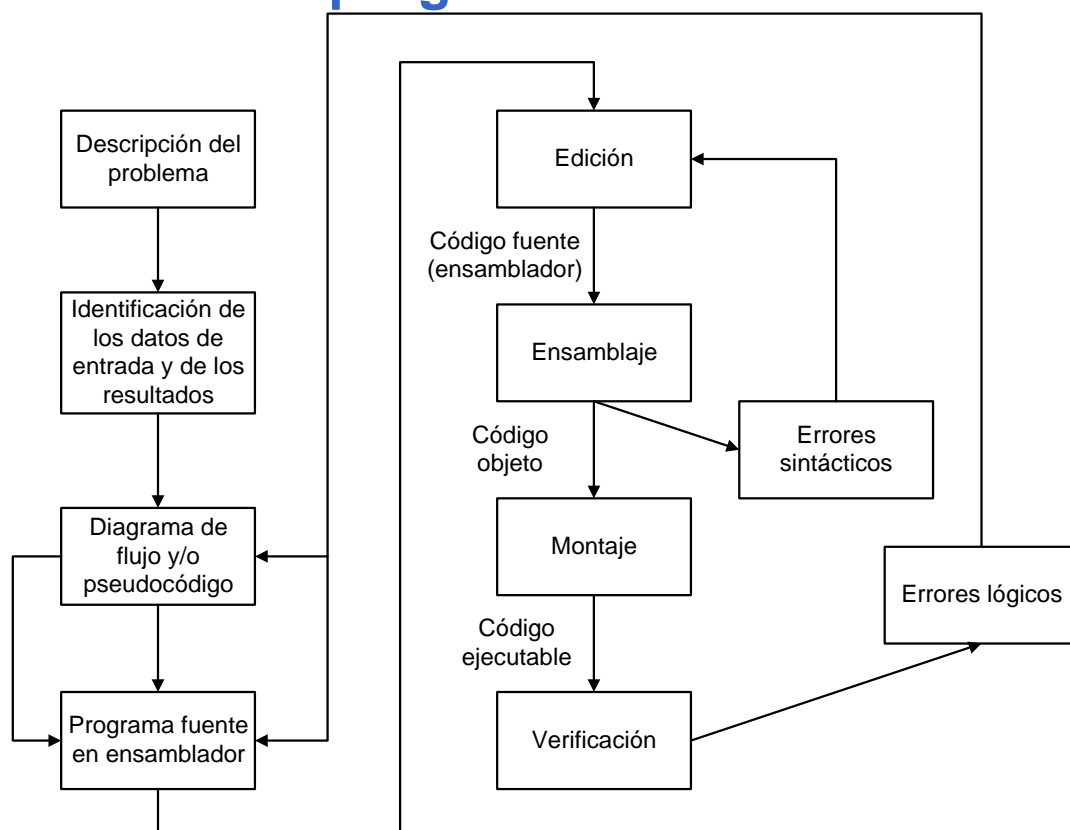 Descripción del
problema
Identificación de
los datos de
entrada y de los
resultados
Diagrama de
flujo y/o
pseudocódigo
Programa fuente
en ensamblador
Edición
Código fuente
(ensamblador)
Ensamblaje
Código
objeto
Errores
sintácticos
Montaje
Código
ejecutable
Verificación
Errores lógicos